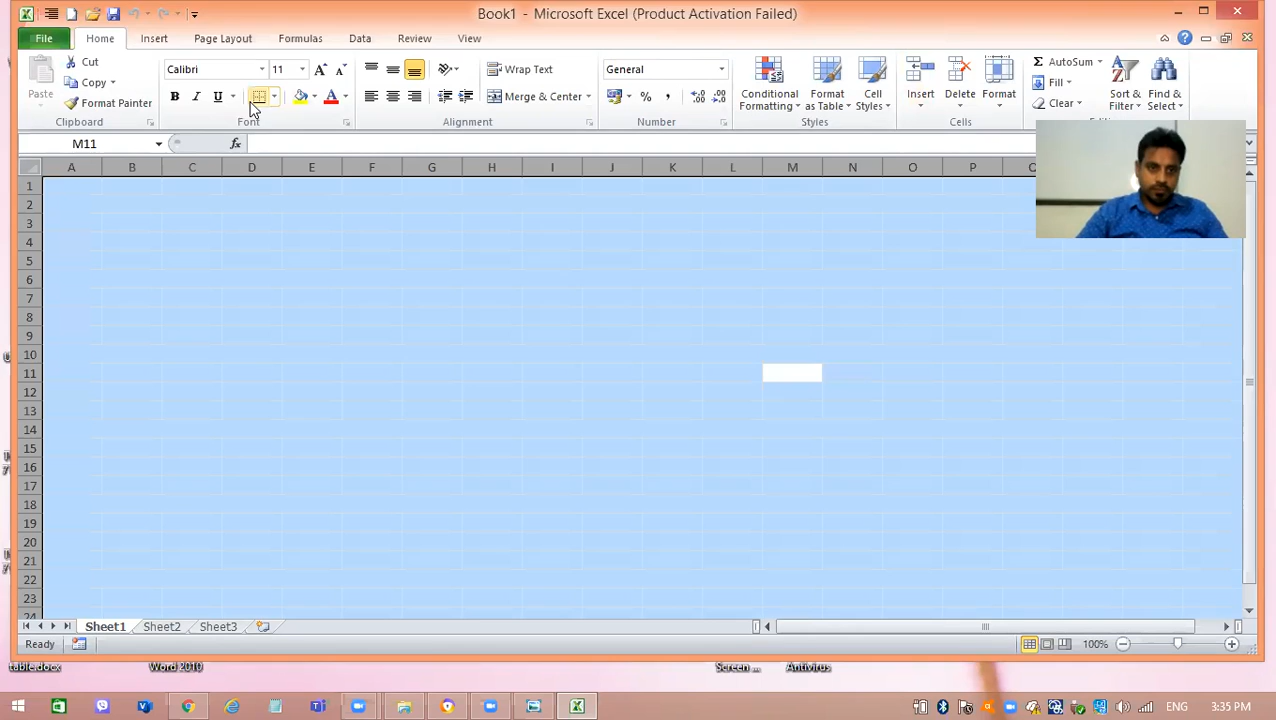 Book1 - Microsoft Excel (Product Activation Failed)
File Home Insert Page Layout Formulas Data Review View
Paste
Cut
Copy
Format Painter
Clipboard
Calibri 11
B I U A
Font
Wrap Text
Merge & Center
Alignment
General
% ,
Number
Conditional Formatting
Format as Table
Cell Styles
Styles
Insert Delete Format
Cells
Σ AutoSum
Fill
Clear
Sort & Filter
Find & Select
M11 fx
A B C D E F G H I J K L M N O P
1
2
3
4
5
6
7
8
9
10
11
12
13
14
15
16
17
18
19
20
21
22
23
24
Sheet1 Sheet2 Sheet3
Ready 100%
table.docx Word 2010 Screen ... Antivirus
ENG 3:35 PM